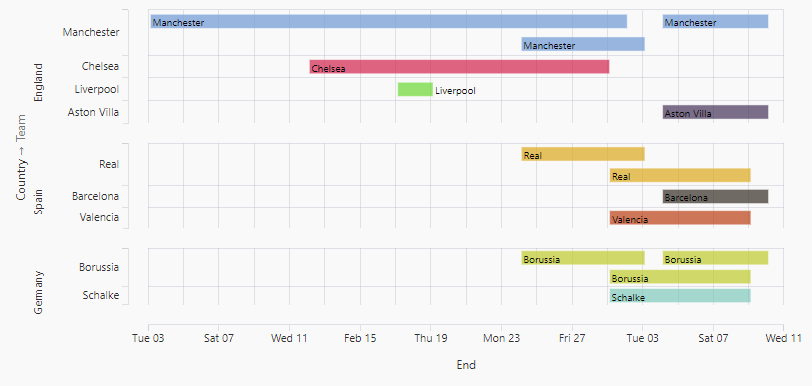 Manchester
Manchester
Manchester
Manchester
Chelsea
Chelsea
Liverpool
Liverpool
Aston Villa
Aston Villa
England
Real
Real
Real
Barcelona
Barcelona
Valencia
Valencia
Spain
Country → Team
Borussia
Borussia
Borussia
Borussia
Schalke
Schalke
Germany
Tue 03 Sat 07 Wed 11 Feb 15 Thu 19 Mon 23 Fri 27 Tue 03 Sat 07 Wed 11
End